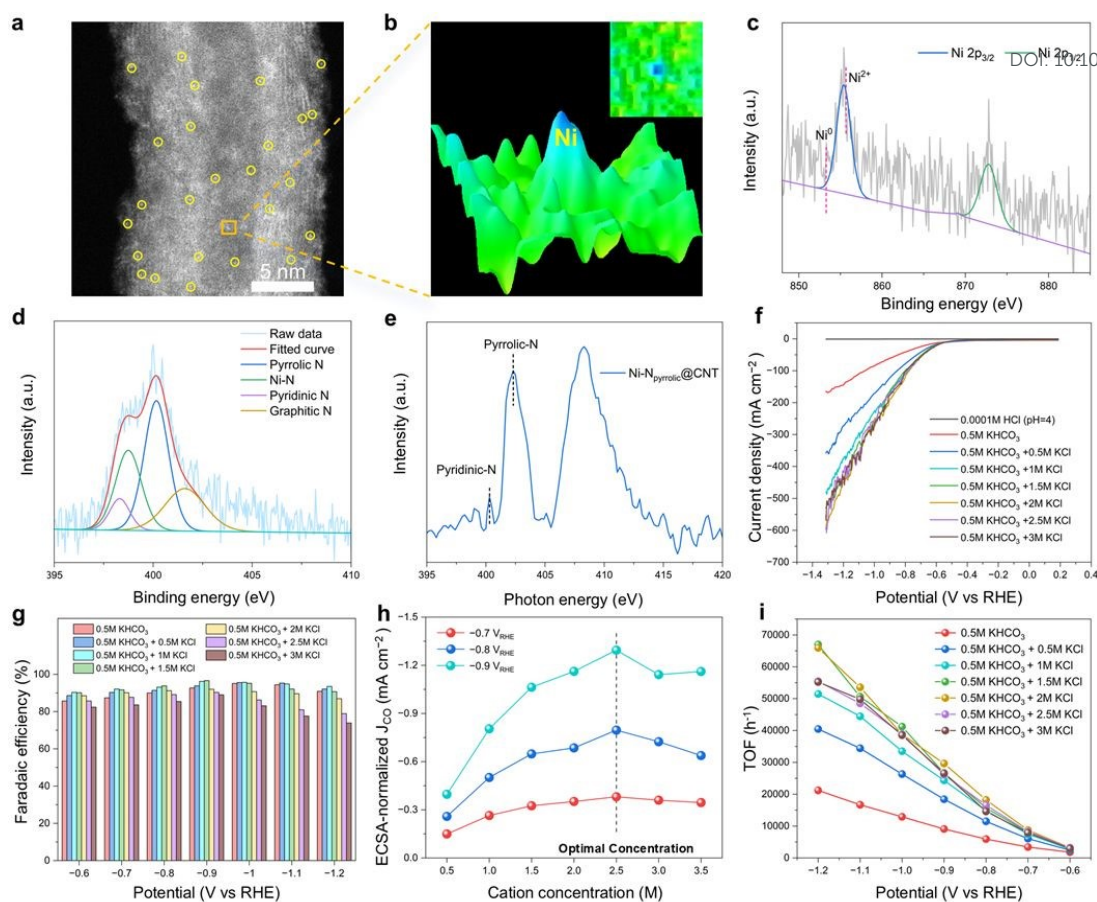 a
5 nm
b
Ni
c
Ni 2p3/2
Ni 2p1/2
DOI: 10.10
Ni2+
Ni0
Intensity (a.u.)
850 860 870 880
Binding energy (eV)
d
Raw data
Fitted curve
Pyrrolic N
Ni-N
Pyridinic N
Graphitic N
Intensity (a.u.)
395 400 405 410
Binding energy (eV)
e
Pyrrolic-N
Ni-Npyrrolic@CNT
Pyridinic-N
Intensity (a.u.)
395 400 405 410 415 420
Photon energy (eV)
f
0
−100
−200
−300
−400
−500
−600
−700
Current density (mA cm−2)
0.0001M HCl (pH=4)
0.5M KHCO3
0.5M KHCO3 +0.5M KCl
0.5M KHCO3 +1M KCl
0.5M KHCO3 +1.5M KCl
0.5M KHCO3 +2M KCl
0.5M KHCO3 +2.5M KCl
0.5M KHCO3 +3M KCl
−1.4 −1.2 −1.0 −0.8 −0.6 −0.4 −0.2 0.0 0.2 0.4
Potential (V vs RHE)
g
0.5M KHCO3
0.5M KHCO3 + 0.5M KCl
0.5M KHCO3 + 1M KCl
0.5M KHCO3 + 1.5M KCl
0.5M KHCO3 + 2M KCl
0.5M KHCO3 + 2.5M KCl
0.5M KHCO3 + 3M KCl
100
80
60
40
20
0
Faradaic efficiency (%)
−0.6 −0.7 −0.8 −0.9 −1 −1.1 −1.2
Potential (V vs RHE)
h
−1.5
−1.2
−0.9
−0.6
−0.3
0.0
ECSA-normalized JCO (mA cm−2)
−0.7 VRHE
−0.8 VRHE
−0.9 VRHE
Optimal Concentration
0.5 1.0 1.5 2.0 2.5 3.0 3.5
Cation concentration (M)
i
70000
60000
50000
40000
30000
20000
10000
0
TOF (h−1)
0.5M KHCO3
0.5M KHCO3 + 0.5M KCl
0.5M KHCO3 + 1M KCl
0.5M KHCO3 + 1.5M KCl
0.5M KHCO3 + 2M KCl
0.5M KHCO3 + 2.5M KCl
0.5M KHCO3 + 3M KCl
−1.2 −1.1 −1.0 −0.9 −0.8 −0.7 −0.6
Potential (V vs RHE)